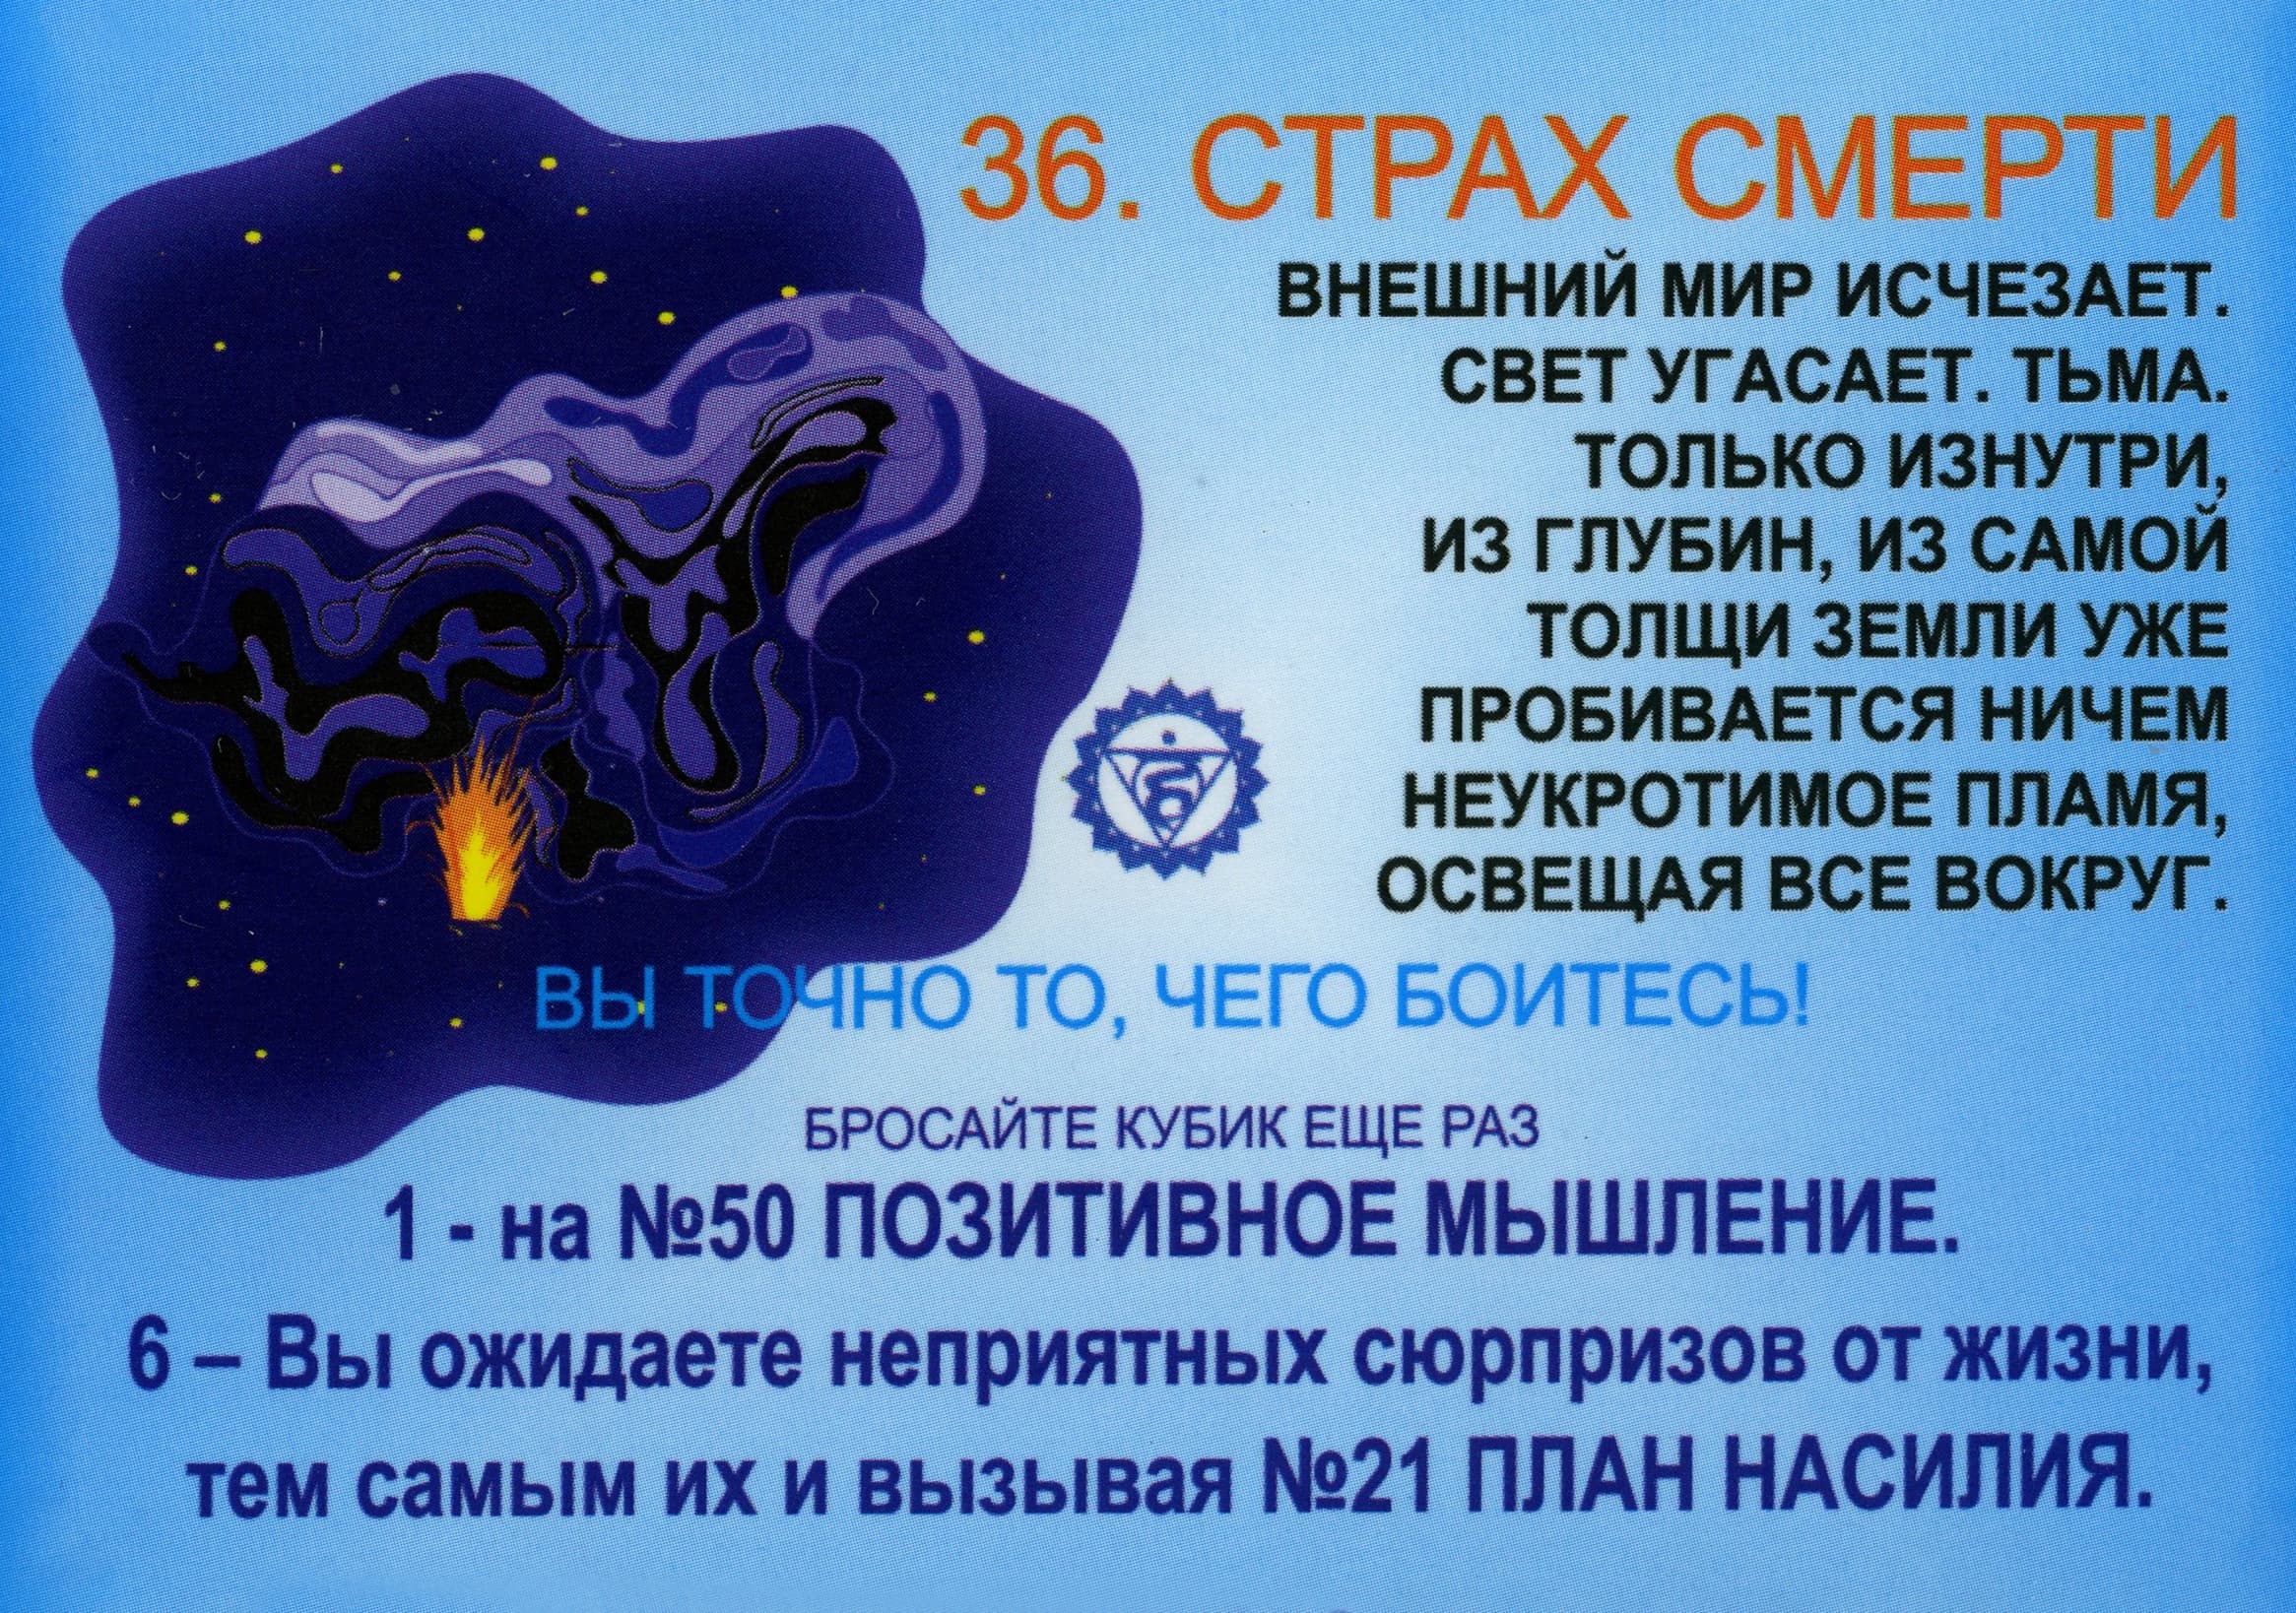 36. СТРАХ СМЕРТИ
ВНЕШНИЙ МИР ИСЧЕЗАЕТ.
СВЕТ УГАСАЕТ. ТЬМА.
ТОЛЬКО ИЗНУТРИ,
ИЗ ГЛУБИН, ИЗ САМОЙ
ТОЛЩИ ЗЕМЛИ УЖЕ
ПРОБИВАЕТСЯ НИЧЕМ
НЕУКРОТИМОЕ ПЛАМЯ,
ОСВЕЩАЯ ВСЕ ВОКРУГ.
ВЫ ТОЧНО ТО, ЧЕГО БОИТЕСЬ!
БРОСАЙТЕ КУБИК ЕЩЕ РАЗ
1 - на №50 ПОЗИТИВНОЕ МЫШЛЕНИЕ.
6 – Вы ожидаете неприятных сюрпризов от жизни,
тем самым их и вызывая №21 ПЛАН НАСИЛИЯ.